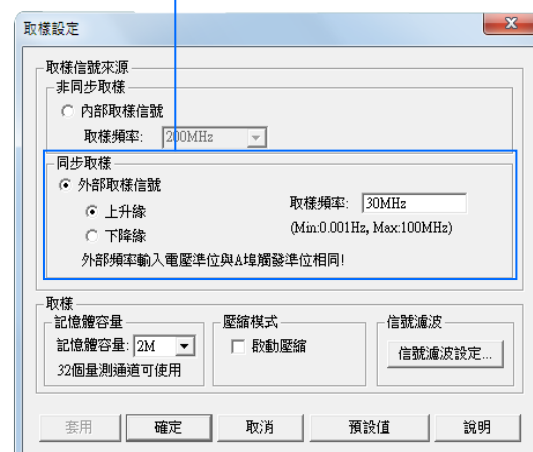 取樣設定
X
取樣信號來源
非同步取樣
內部取樣信號
取樣頻率: 200MHz
同步取樣
外部取樣信號
上升緣
下降緣
取樣頻率: 30MHz
(Min:0.001Hz, Max:100MHz)
外部頻率輸入電壓準位與A埠觸發準位相同!
取樣
記憶體容量
記憶體容量: 2M
32個量測通道可使用
壓縮模式
啟動壓縮
信號濾波
信號濾波設定...
套用 確定 取消 預設值 說明